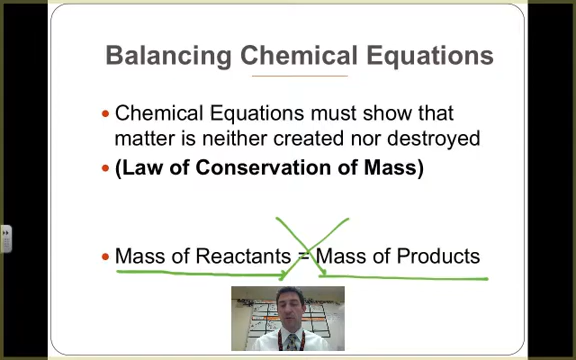 Balancing Chemical Equations
• Chemical Equations must show that
matter is neither created nor destroyed
• (Law of Conservation of Mass)
• Mass of Reactants = Mass of Products